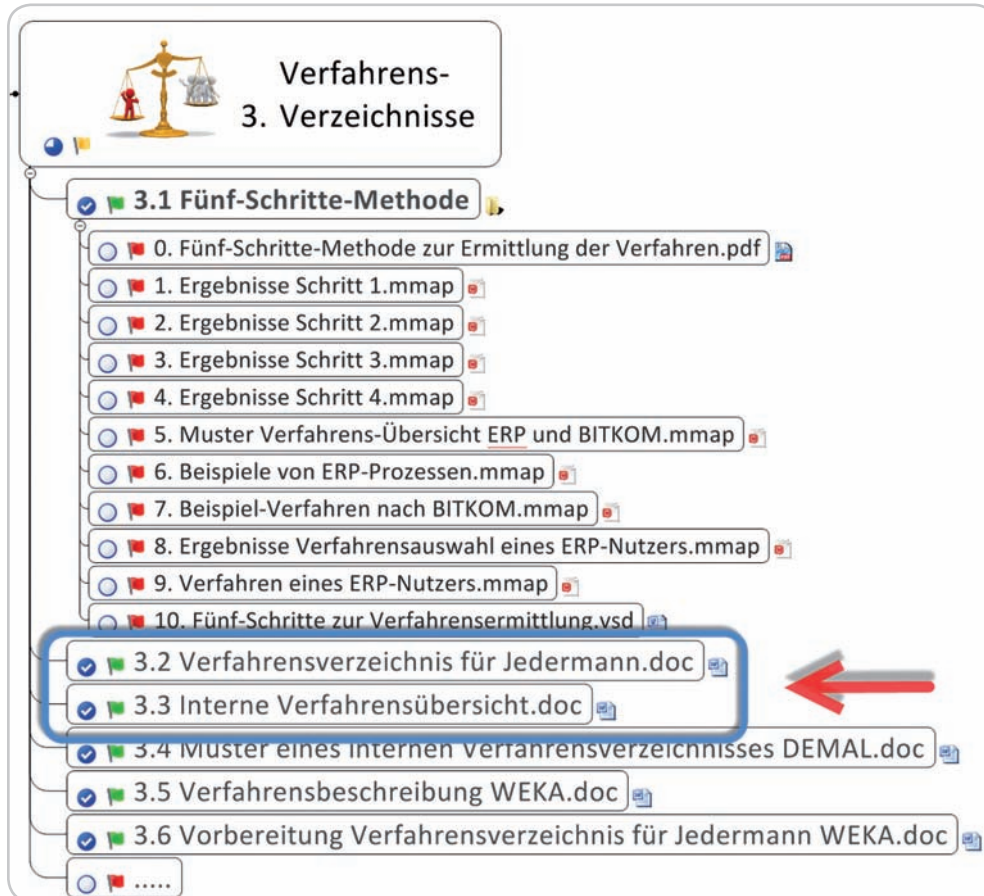 Verfahrens-
3. Verzeichnisse
3.1 Fünf-Schritte-Methode
0. Fünf-Schritte-Methode zur Ermittlung der Verfahren.pdf
1. Ergebnisse Schritt 1.mmap
2. Ergebnisse Schritt 2.mmap
3. Ergebnisse Schritt 3.mmap
4. Ergebnisse Schritt 4.mmap
5. Muster Verfahrens-Übersicht ERP und BITKOM.mmap
6. Beispiele von ERP-Prozessen.mmap
7. Beispiel-Verfahren nach BITKOM.mmap
8. Ergebnisse Verfahrensauswahl eines ERP-Nutzers.mmap
9. Verfahren eines ERP-Nutzers.mmap
10. Fünf-Schritte zur Verfahrensermittlung.vsd
3.2 Verfahrensverzeichnis für Jedermann.doc
3.3 Interne Verfahrensübersicht.doc
3.4 Muster eines internen Verfahrensverzeichnisses DEMAL.doc
3.5 Verfahrensbeschreibung WEKA.doc
3.6 Vorbereitung Verfahrensverzeichnis für Jedermann WEKA.doc
.....